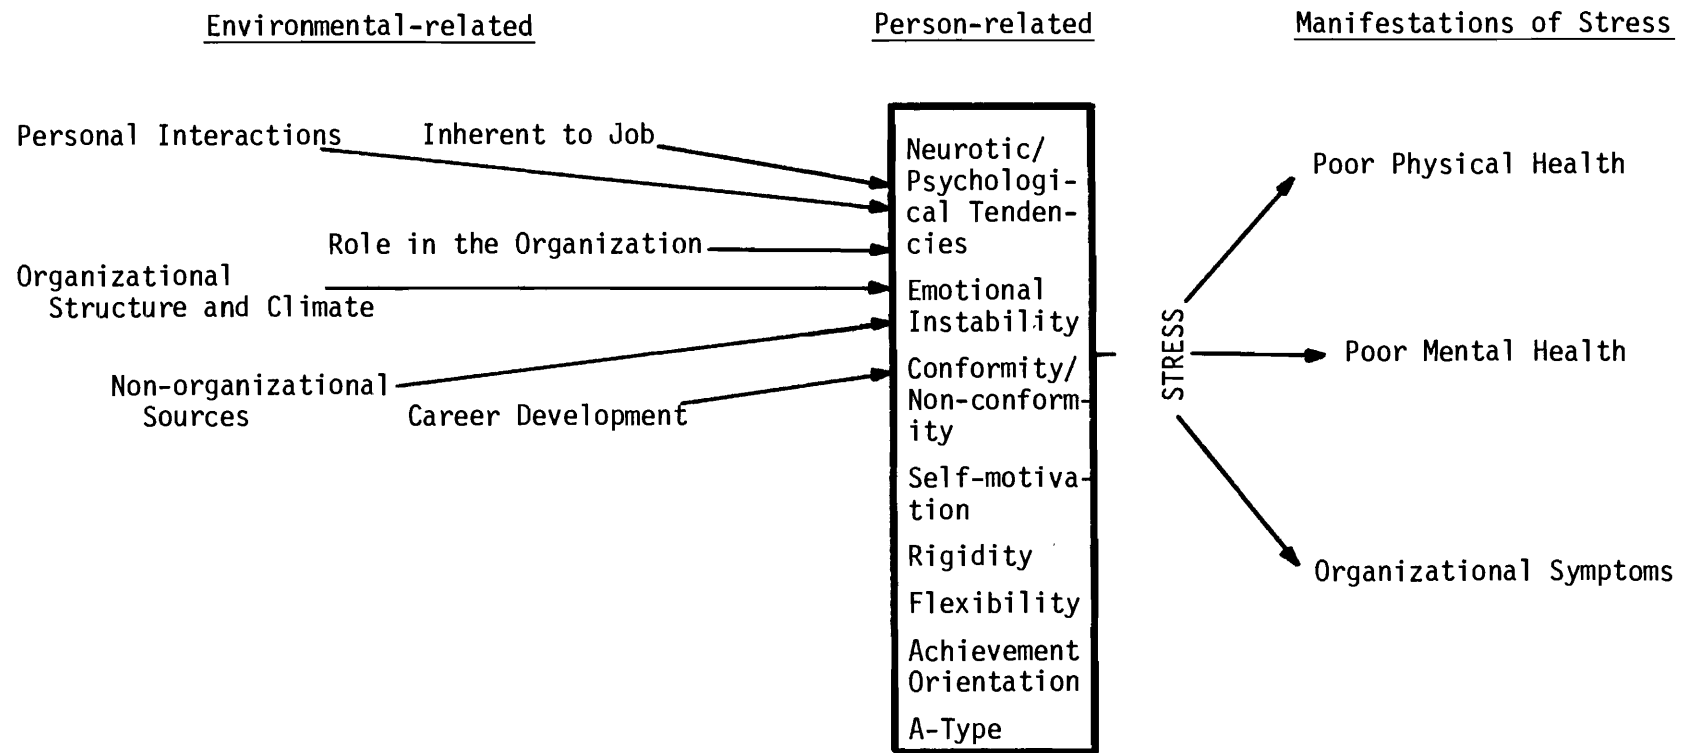 Environmental-related
Person-related
Manifestations of Stress
Personal Interactions
Inherent to Job
Role in the Organization
Organizational
Structure and Climate
Non-organizational
Sources
Career Development
Neurotic/
Psychologi-
cal Tenden-
cies
Emotional
Instability
Conformity/
Non-conform-
ity
Self-motiva-
tion
Rigidity
Flexibility
Achievement
Orientation
A-Type
STRESS
Poor Physical Health
Poor Mental Health
Organizational Symptoms